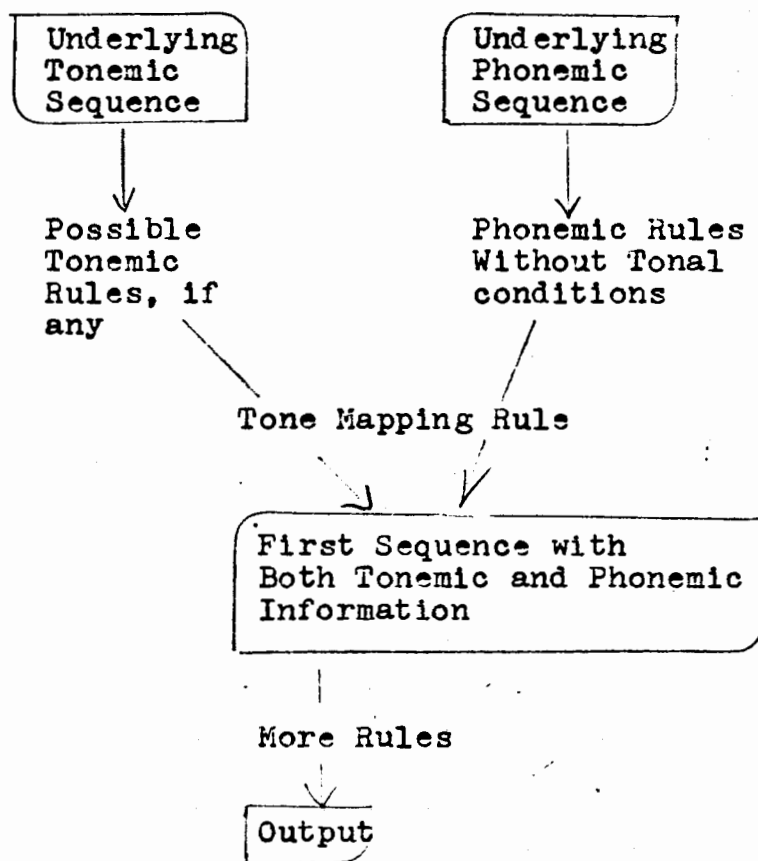 Underlying
Tonemic
Sequence
Underlying
Phonemic
Sequence
Possible
Tonemic
Rules, if
any
Phonemic Rules
Without Tonal
conditions
Tone Mapping Rule
First Sequence with
Both Tonemic and Phonemic
Information
More Rules
Output